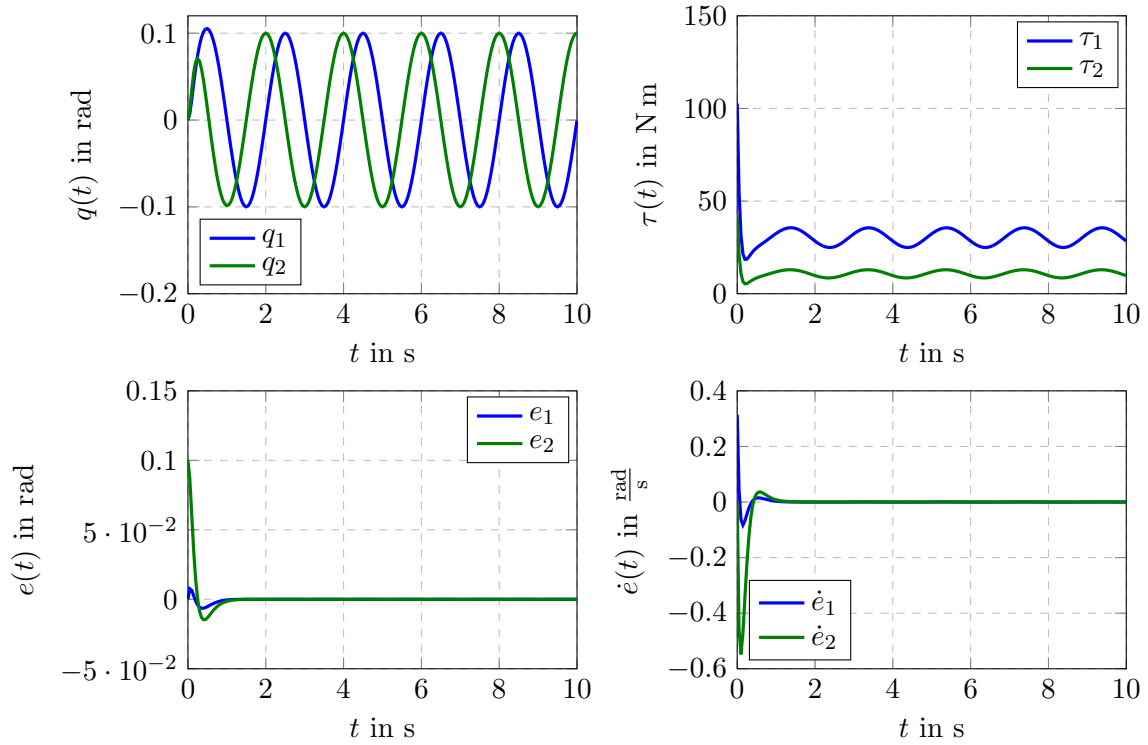 0.1
0
−0.1
−0.2
q(t) in rad
q₁
q₂
0 2 4 6 8 10
t in s
150
100
50
0
τ(t) in N m
τ₁
τ₂
0 2 4 6 8 10
t in s
0.15
0.1
5 · 10⁻²
0
−5 · 10⁻²
e(t) in rad
e₁
e₂
0 2 4 6 8 10
t in s
0.4
0.2
0
−0.2
−0.4
−0.6
ė(t) in rad/s
ė₁
ė₂
0 2 4 6 8 10
t in s